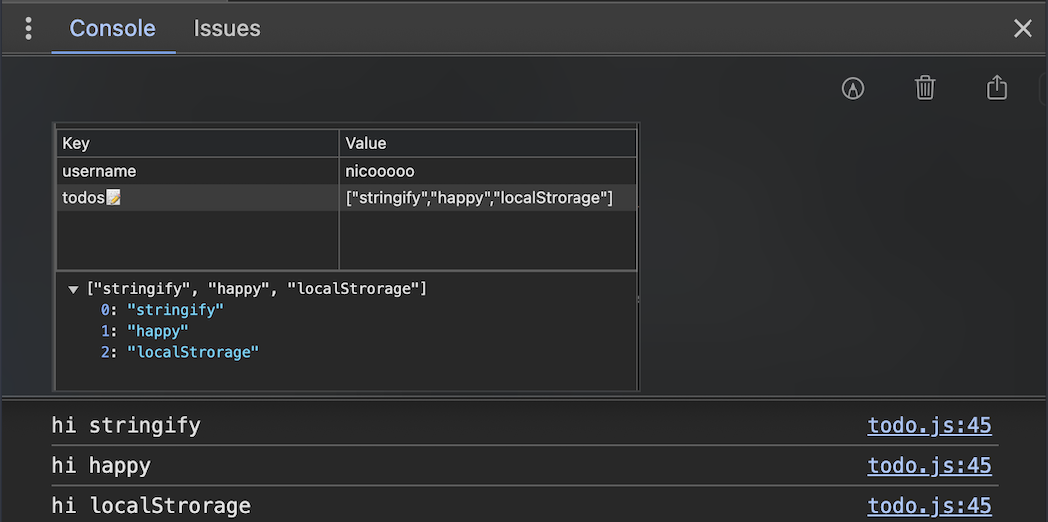 Console Issues
Key Value
username nicooooo
todos📝 ["stringify","happy","localStrorage"]
▼ ["stringify", "happy", "localStrorage"]
0: "stringify"
1: "happy"
2: "localStrorage"
hi stringify todo.js:45
hi happy todo.js:45
hi localStrorage todo.js:45